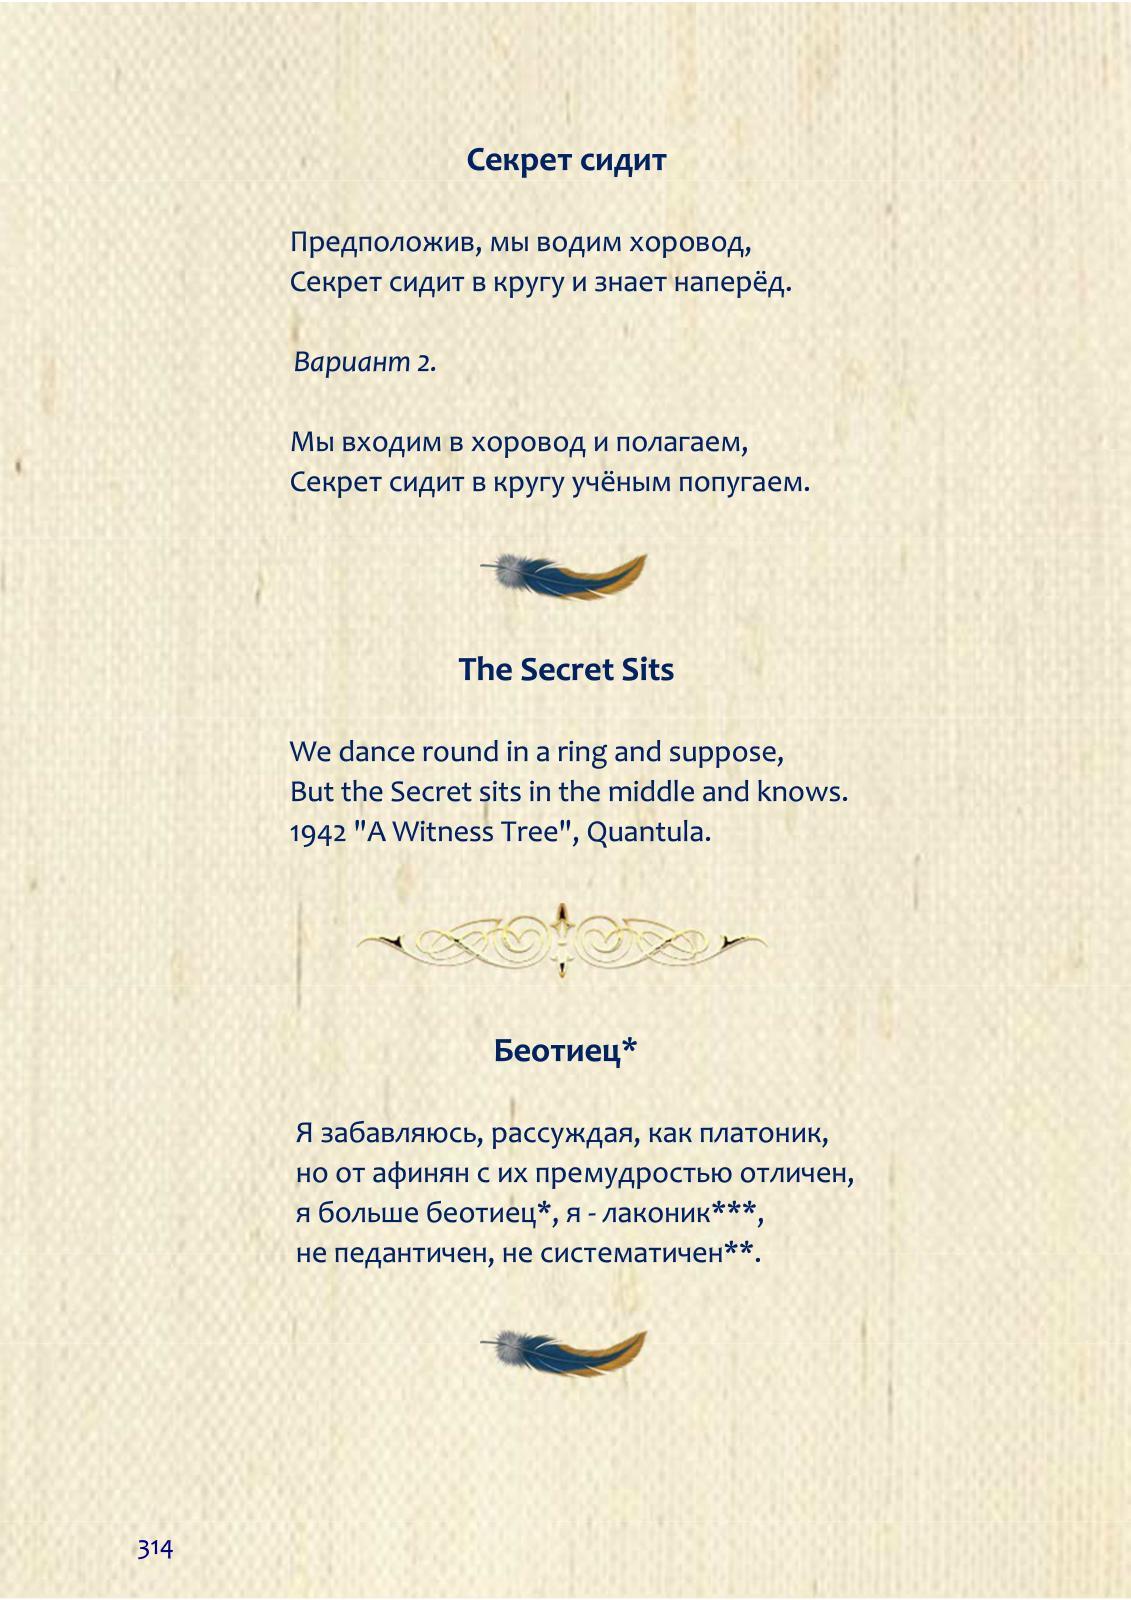 Секрет сидит
Предположив, мы водим хоровод,
Секрет сидит в кругу и знает наперёд.
Вариант 2.
Мы входим в хоровод и полагаем,
Секрет сидит в кругу учёным попугаем.
The Secret Sits
We dance round in a ring and suppose,
But the Secret sits in the middle and knows.
1942 "A Witness Tree", Quantula.
Беотиец*
Я забавляюсь, рассуждая, как платоник,
но от афинян с их премудростью отличен,
я больше беотиец*, я - лаконик***,
не педантичен, не систематичен**.
314